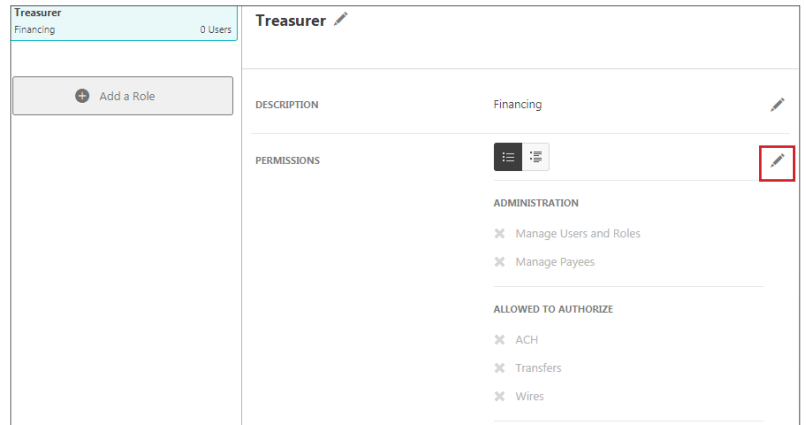 Treasurer
Financing 0 Users
Add a Role
Treasurer
DESCRIPTION Financing
PERMISSIONS
ADMINISTRATION
Manage Users and Roles
Manage Payees
ALLOWED TO AUTHORIZE
ACH
Transfers
Wires